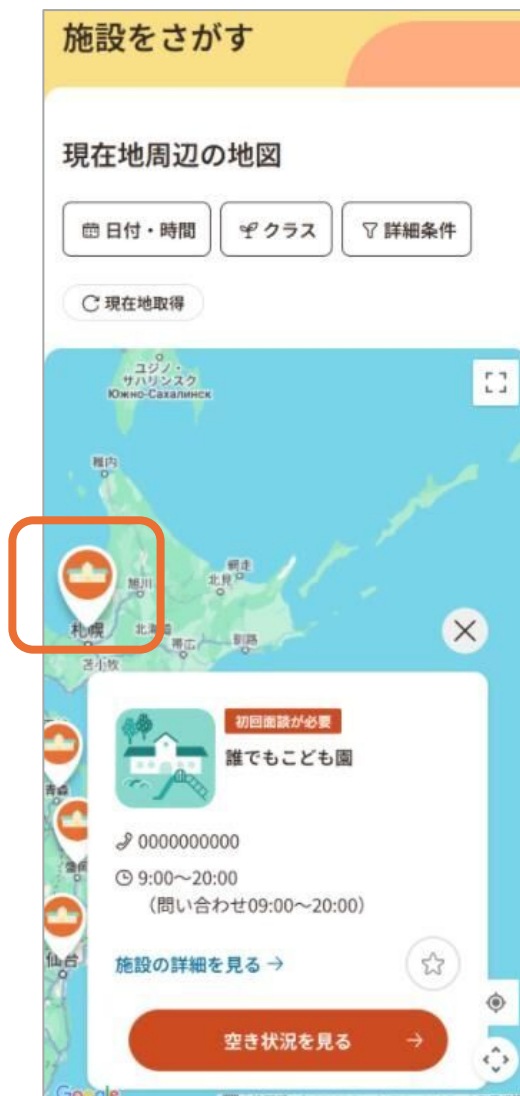 施設をさがす
現在地周辺の地図
日付・時間
クラス
詳細条件
現在地取得
ユジノ・
サハリンスク
Южно-Сахалинск
稚内
旭川
網走
北見
札幌
帯広
釧路
苫小牧
初回面談が必要
誰でもこども園
0000000000
9:00～20:00
（問い合わせ09:00～20:00）
青森
仙台
施設の詳細を見る →
空き状況を見る →